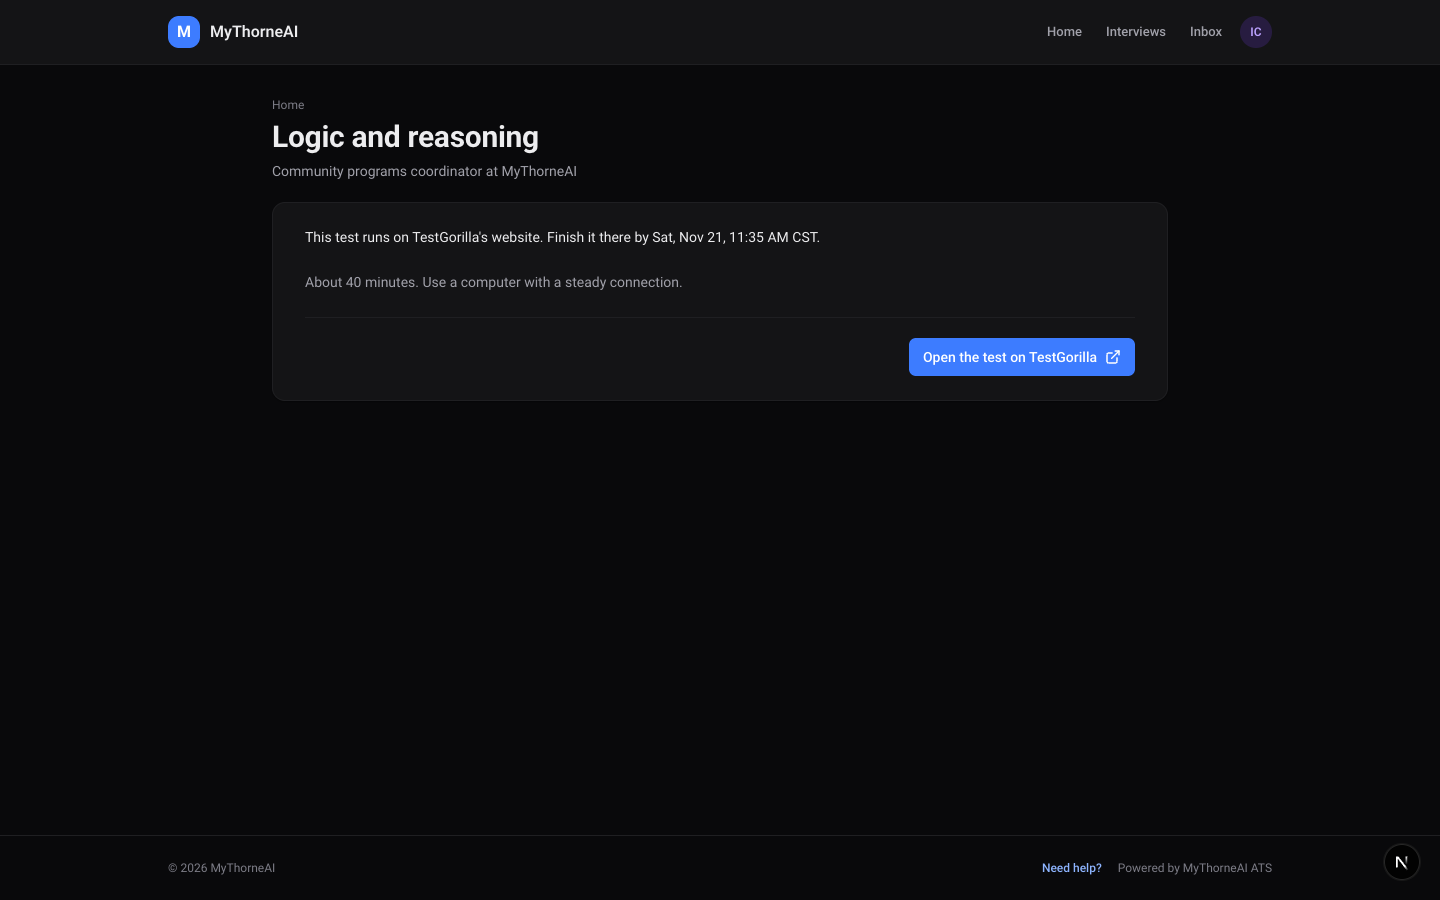 M MyThorneAI
Home Interviews Inbox IC
Home
Logic and reasoning
Community programs coordinator at MyThorneAI
This test runs on TestGorilla's website. Finish it there by Sat, Nov 21, 11:35 AM CST.
About 40 minutes. Use a computer with a steady connection.
Open the test on TestGorilla
© 2026 MyThorneAI
Need help? Powered by MyThorneAI ATS
N